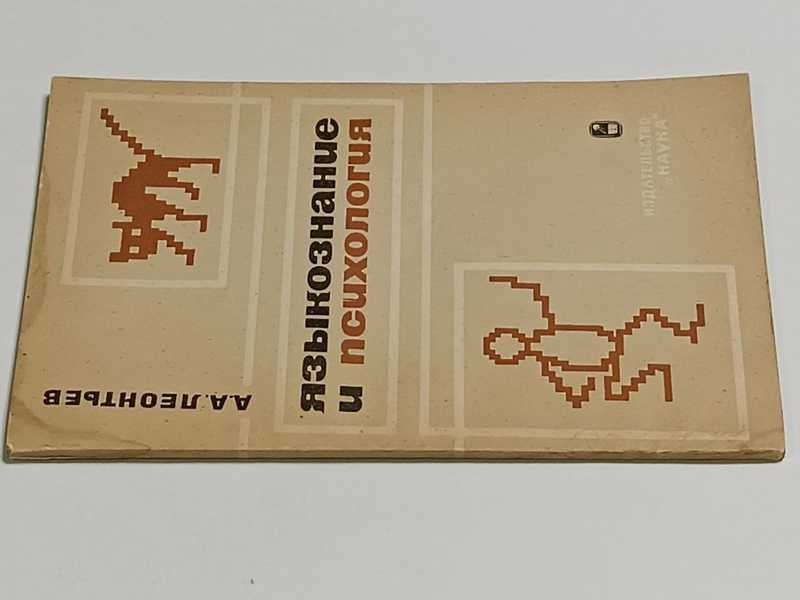 А.А.ЛЕОНТЬЕВ
языкознание
и психология
ИЗДАТЕЛЬСТВО
„НАУКА“